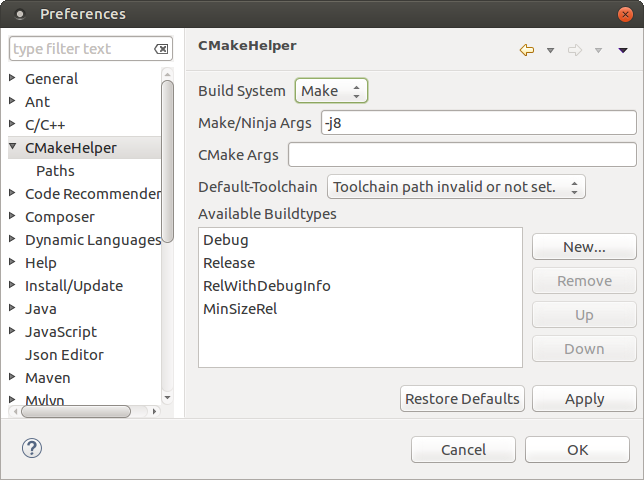 Preferences
type filter text
General
Ant
C/C++
CMakeHelper
Paths
Code Recommender
Composer
Dynamic Languages
Help
Install/Update
Java
JavaScript
Json Editor
Maven
Mylyn
CMakeHelper
Build System Make
Make/Ninja Args -j8
CMake Args
Default-Toolchain Toolchain path invalid or not set.
Available Buildtypes
Debug
Release
RelWithDebugInfo
MinSizeRel
New...
Remove
Up
Down
Restore Defaults Apply
? Cancel OK